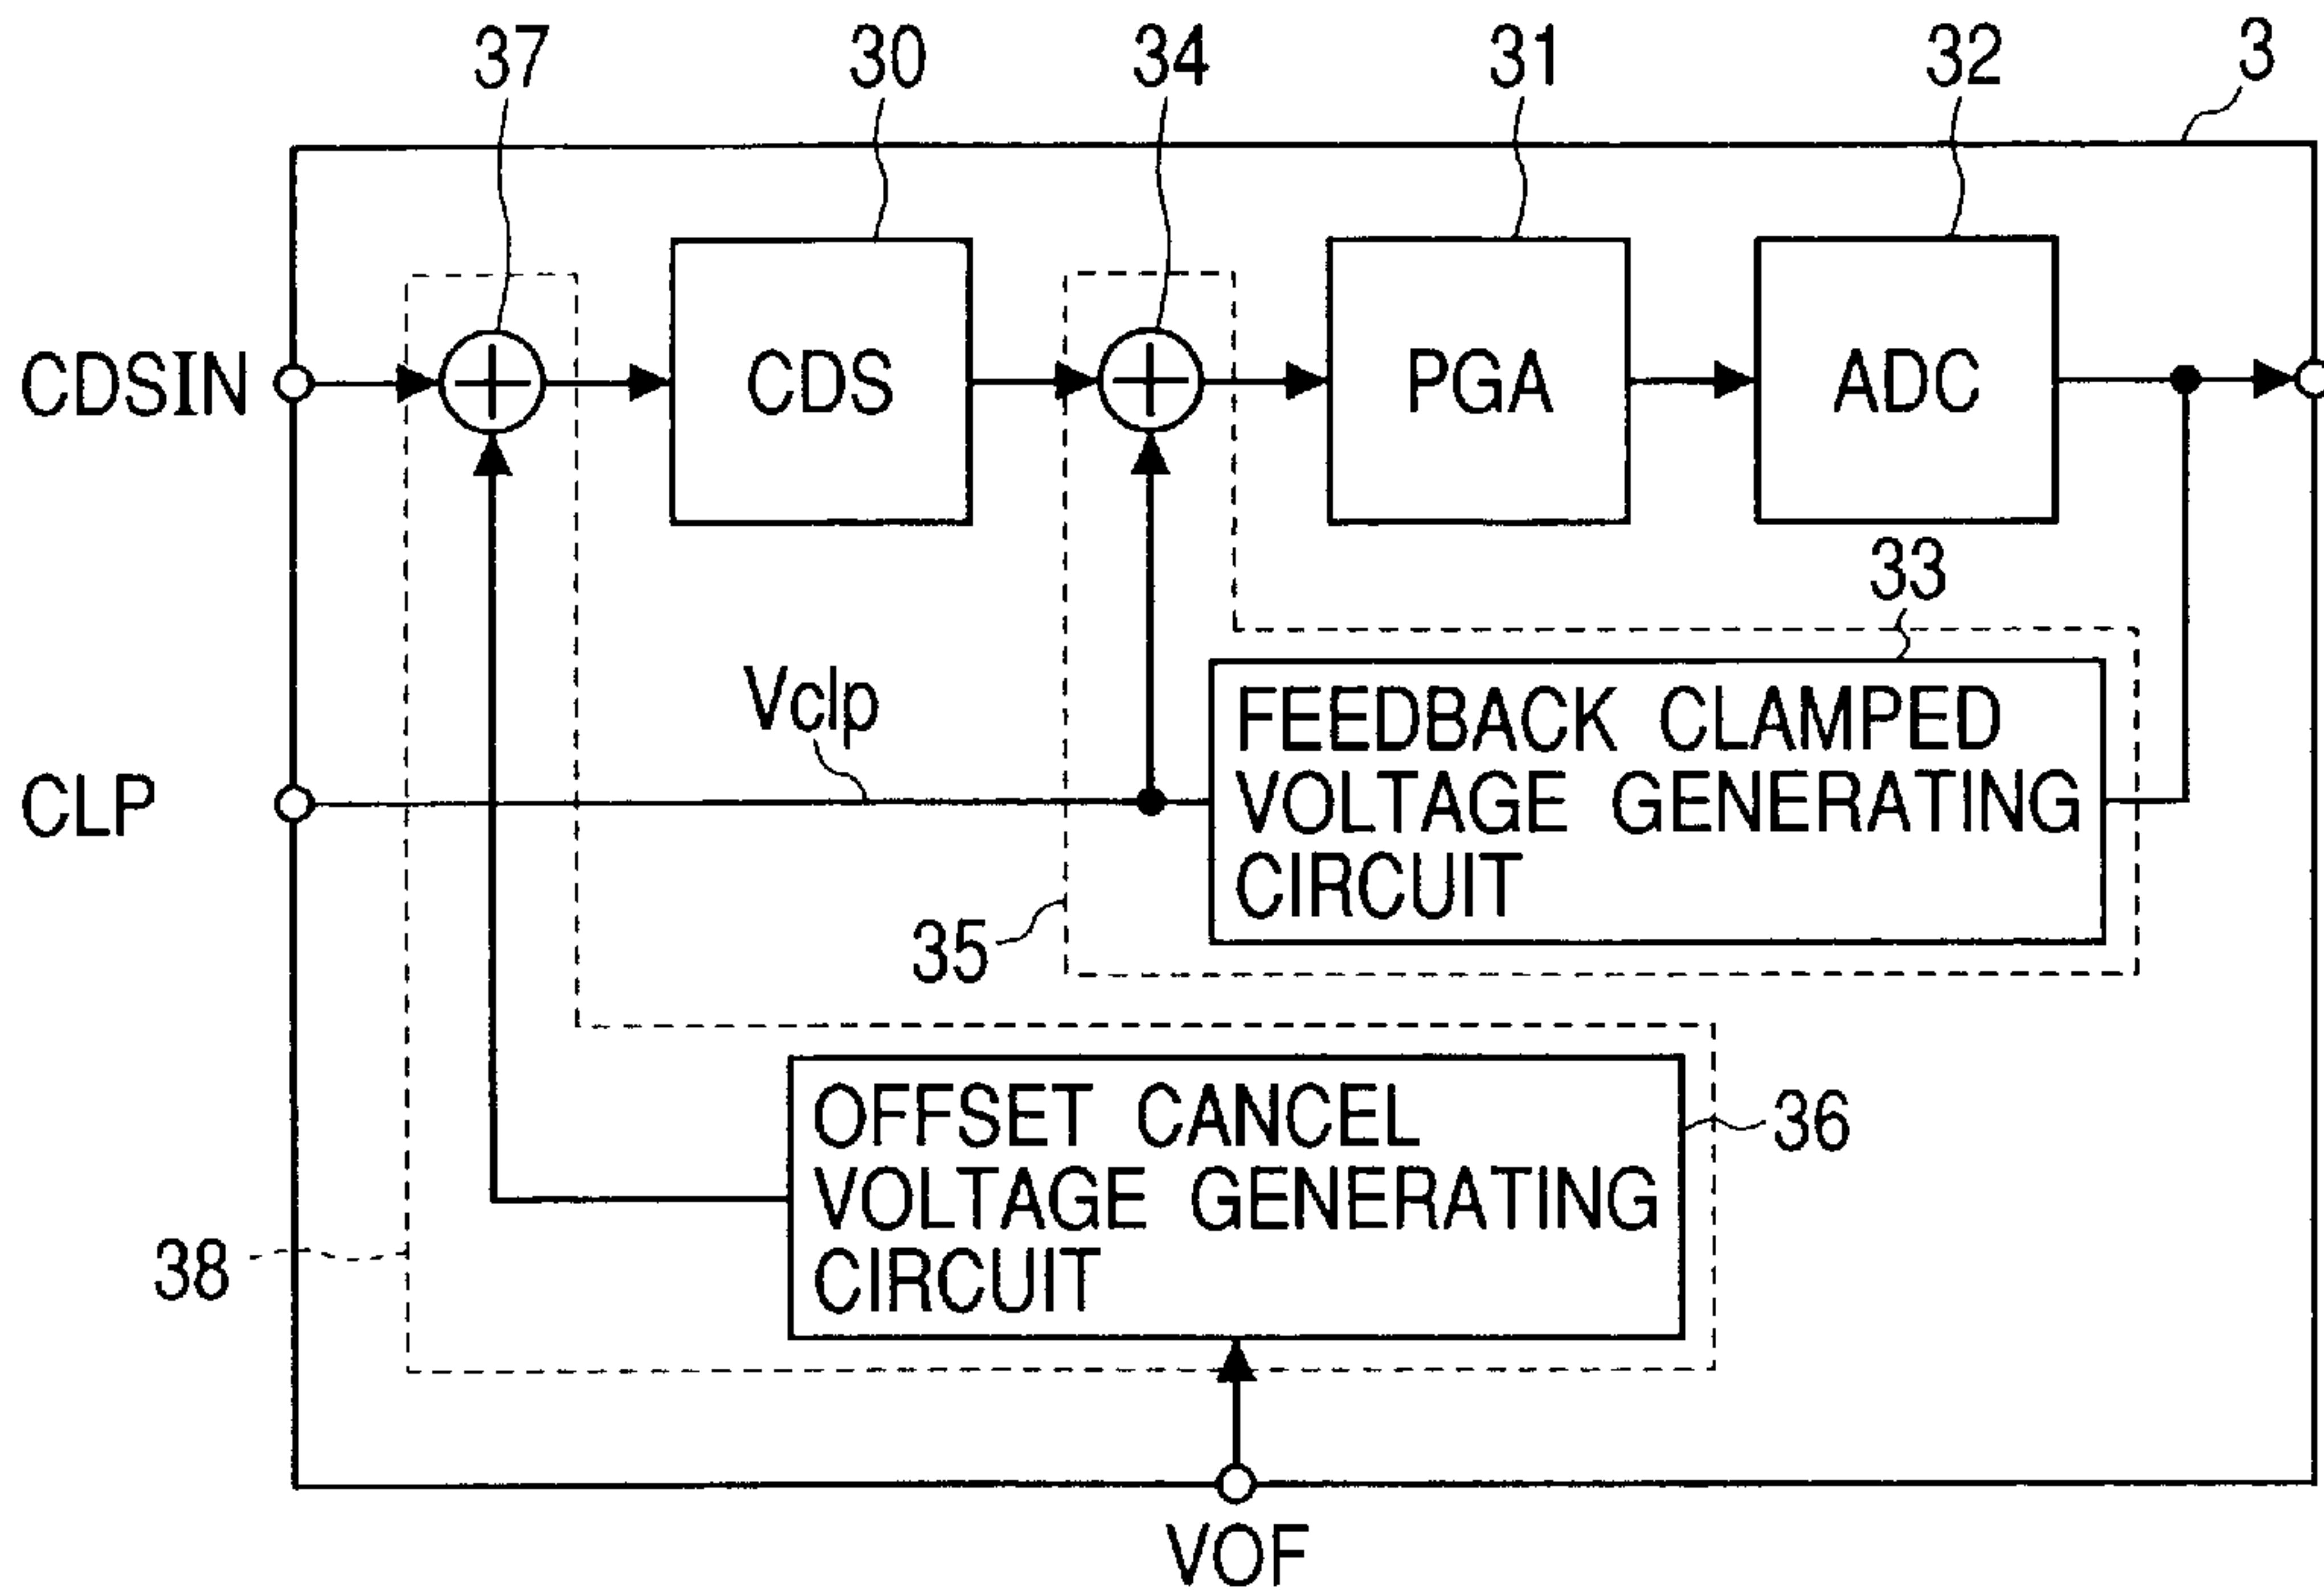 37
30
34
31
32
3
CDSIN
CDS
PGA
ADC
33
Vclp
FEEDBACK CLAMPED
VOLTAGE GENERATING
CIRCUIT
CLP
35
OFFSET CANCEL
VOLTAGE GENERATING
CIRCUIT
36
38
VOF